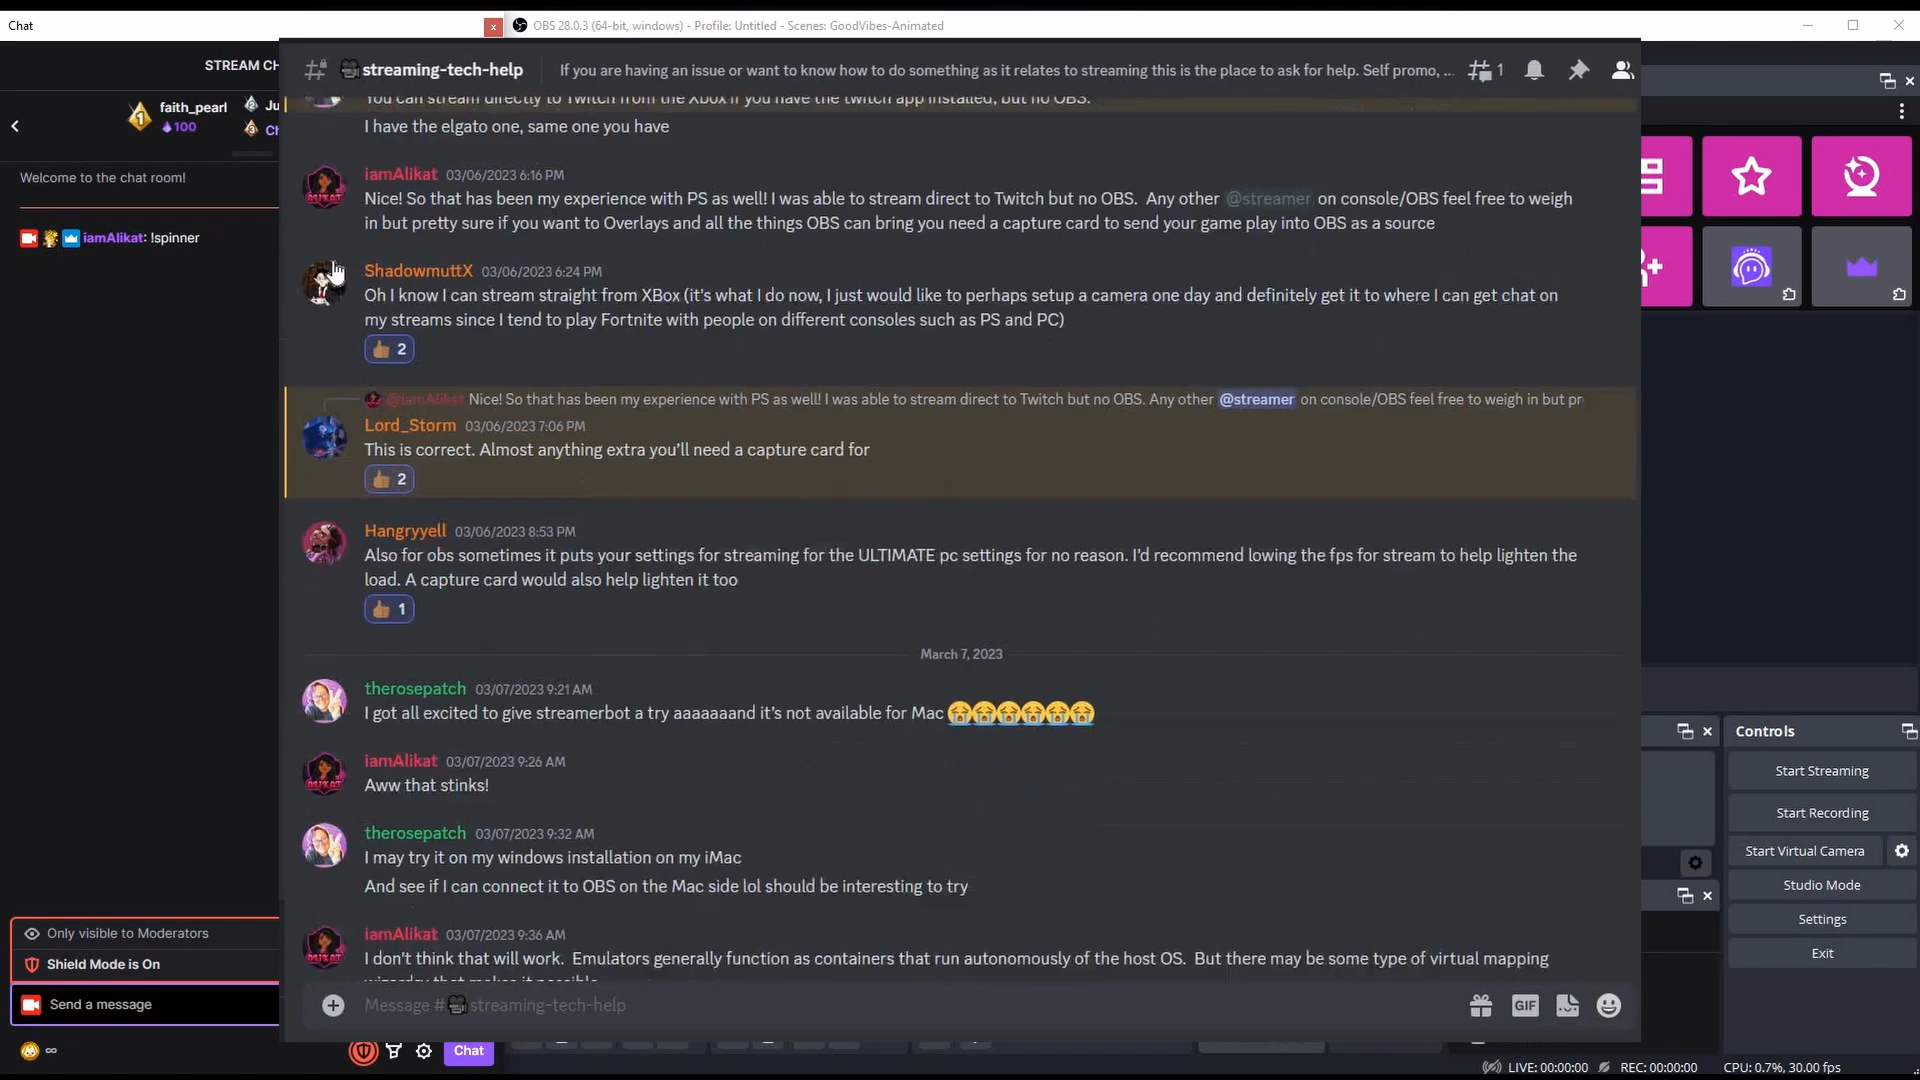 Chat
x
OBS 28.0.3 (64-bit, windows) - Profile: Untitled - Scenes: GoodVibes-Animated
STREAM CH
1
faith_pearl
100
2
Ju
3
Ch
Welcome to the chat room!
iamAlikat: !spinner
Only visible to Moderators
Shield Mode is On
Send a message
∞
Chat
streaming-tech-help
If you are having an issue or want to know how to do something as it relates to streaming this is the place to ask for help. Self promo, ...
1
You can stream directly to Twitch from the Xbox if you have the twitch app installed, but no OBS.
I have the elgato one, same one you have
iamAlikat 03/06/2023 6:16 PM
Nice! So that has been my experience with PS as well! I was able to stream direct to Twitch but no OBS. Any other @streamer on console/OBS feel free to weigh
in but pretty sure if you want to Overlays and all the things OBS can bring you need a capture card to send your game play into OBS as a source
ShadowmuttX 03/06/2023 6:24 PM
Oh I know I can stream straight from XBox (it's what I do now, I just would like to perhaps setup a camera one day and definitely get it to where I can get chat on
my streams since I tend to play Fortnite with people on different consoles such as PS and PC)
2
@iamAlikat Nice! So that has been my experience with PS as well! I was able to stream direct to Twitch but no OBS. Any other @streamer on console/OBS feel free to weigh in but pr
Lord_Storm 03/06/2023 7:06 PM
This is correct. Almost anything extra you'll need a capture card for
2
Hangryyell 03/06/2023 8:53 PM
Also for obs sometimes it puts your settings for streaming for the ULTIMATE pc settings for no reason. I'd recommend lowing the fps for stream to help lighten the
load. A capture card would also help lighten it too
1
March 7, 2023
therosepatch 03/07/2023 9:21 AM
I got all excited to give streamerbot a try aaaaaaand it's not available for Mac 😭😭😭😭😭😭
iamAlikat 03/07/2023 9:26 AM
Aww that stinks!
therosepatch 03/07/2023 9:32 AM
I may try it on my windows installation on my iMac
And see if I can connect it to OBS on the Mac side lol should be interesting to try
iamAlikat 03/07/2023 9:36 AM
I don't think that will work. Emulators generally function as containers that run autonomously of the host OS. But there may be some type of virtual mapping
Message # streaming-tech-help
GIF
Controls
Start Streaming
Start Recording
Start Virtual Camera
Studio Mode
Settings
Exit
LIVE: 00:00:00
REC: 00:00:00
CPU: 0.7%, 30.00 fps